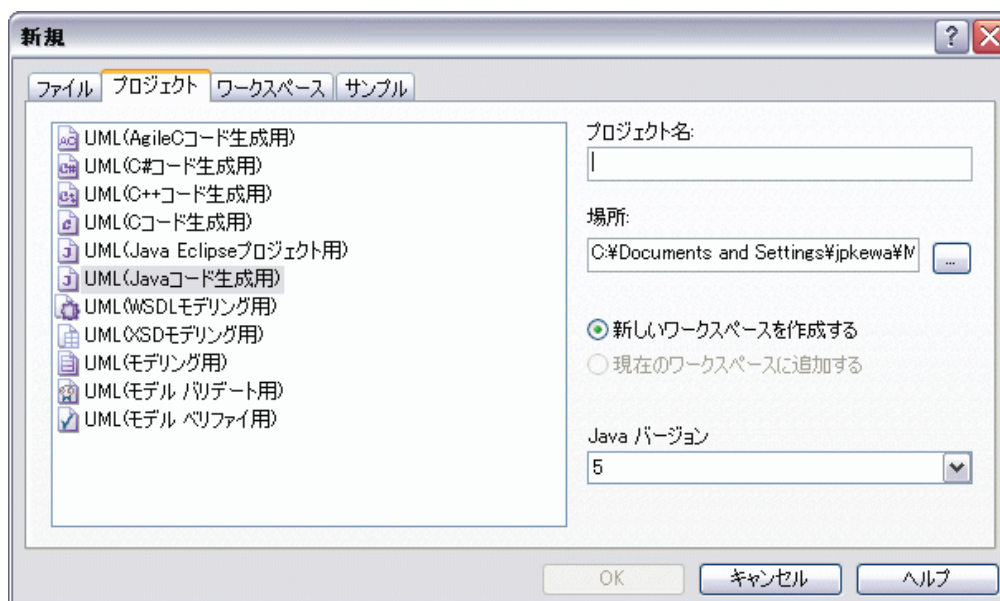 新規
ファイル
プロジェクト
ワークスペース
サンプル
UML(AgileCコード生成用)
UML(C#コード生成用)
UML(C++コード生成用)
UML(Cコード生成用)
UML(Java Eclipseプロジェクト用)
UML(Javaコード生成用)
UML(WSDLモデリング用)
UML(XSDモデリング用)
UML(モデリング用)
UML(モデル バリデート用)
UML(モデル ベリファイ用)
プロジェクト名:
場所:
C:¥Documents and Settings¥jpkewa¥M
...
新しいワークスペースを作成する
現在のワークスペースに追加する
Java バージョン
5
OK
キャンセル
ヘルプ